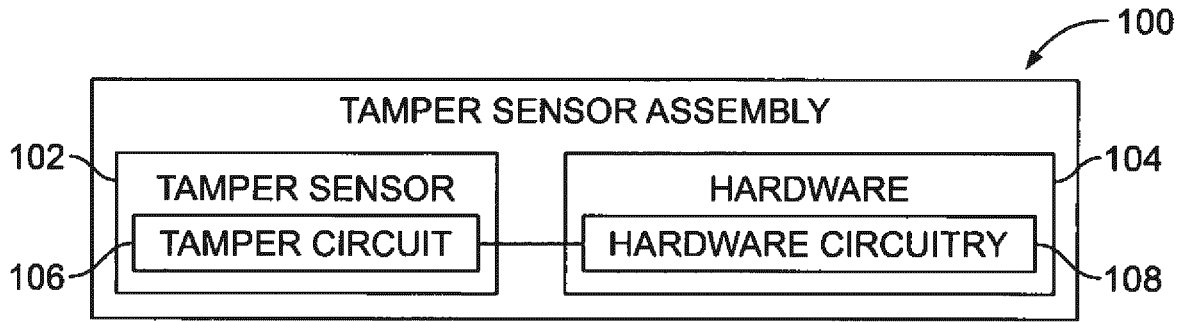 100
TAMPER SENSOR ASSEMBLY
102
TAMPER SENSOR
HARDWARE
104
106
TAMPER CIRCUIT
HARDWARE CIRCUITRY
108